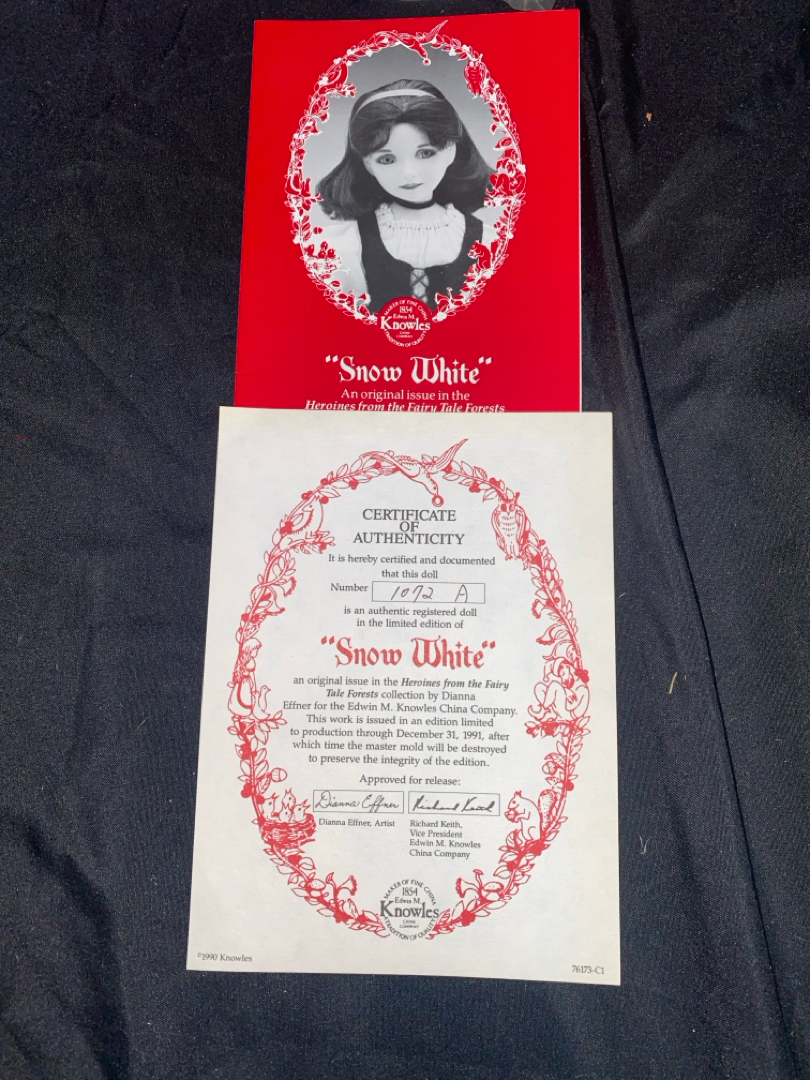 MAKER OF FINE CHINA
1854
Edwin M.
Knowles
CHINA
COMPANY
TRADITION OF QUALITY
"Snow White"
An original issue in the
Heroines from the Fairy Tale Forests
CERTIFICATE
OF
AUTHENTICITY
It is hereby certified and documented
that this doll
Number 1072 A
is an authentic registered doll
in the limited edition of
"Snow White"
an original issue in the Heroines from the Fairy
Tale Forests collection by Dianna
Effner for the Edwin M. Knowles China Company.
This work is issued in an edition limited
to production through December 31, 1991, after
which time the master mold will be destroyed
to preserve the integrity of the edition.
Approved for release:
Dianna Effner Richard Keith
Dianna Effner, Artist Richard Keith,
Vice President
Edwin M. Knowles
China Company
MAKER OF FINE CHINA
1854
Edwin M.
Knowles
CHINA
COMPANY
TRADITION OF QUALITY
©1990 Knowles 76173-C1